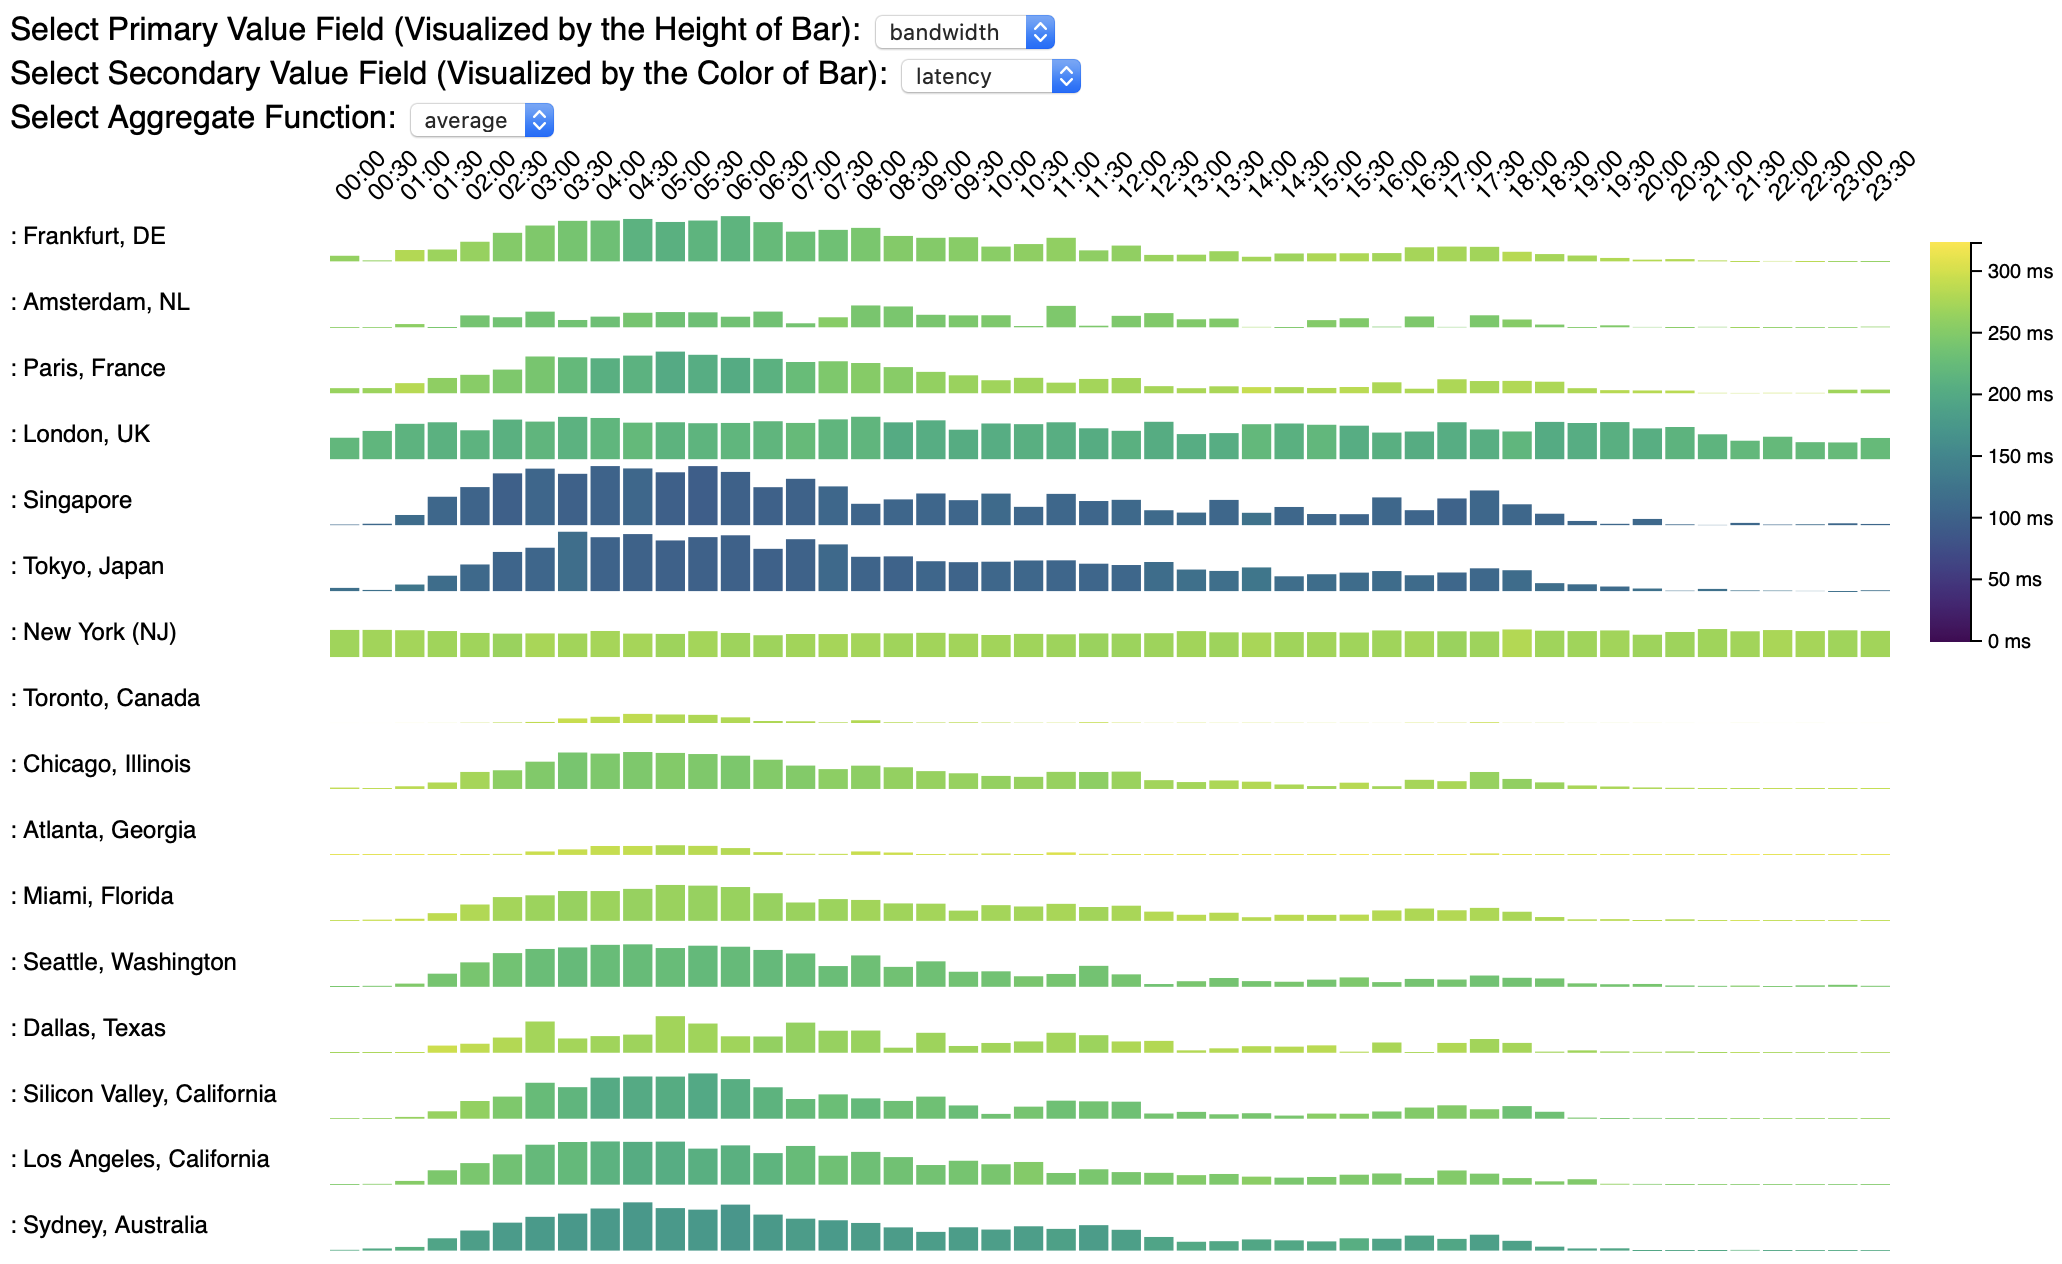 Select Primary Value Field (Visualized by the Height of Bar): bandwidth
Select Secondary Value Field (Visualized by the Color of Bar): latency
Select Aggregate Function: average
00:00 00:30 01:00 01:30 02:00 02:30 03:00 03:30 04:00 04:30 05:00 05:30 06:00 06:30 07:00 07:30 08:00 08:30 09:00 09:30 10:00 10:30 11:00 11:30 12:00 12:30 13:00 13:30 14:00 14:30 15:00 15:30 16:00 16:30 17:00 17:30 18:00 18:30 19:00 19:30 20:00 20:30 21:00 21:30 22:00 22:30 23:00 23:30
: Frankfurt, DE
: Amsterdam, NL
: Paris, France
: London, UK
: Singapore
: Tokyo, Japan
: New York (NJ)
: Toronto, Canada
: Chicago, Illinois
: Atlanta, Georgia
: Miami, Florida
: Seattle, Washington
: Dallas, Texas
: Silicon Valley, California
: Los Angeles, California
: Sydney, Australia
300 ms
250 ms
200 ms
150 ms
100 ms
50 ms
0 ms